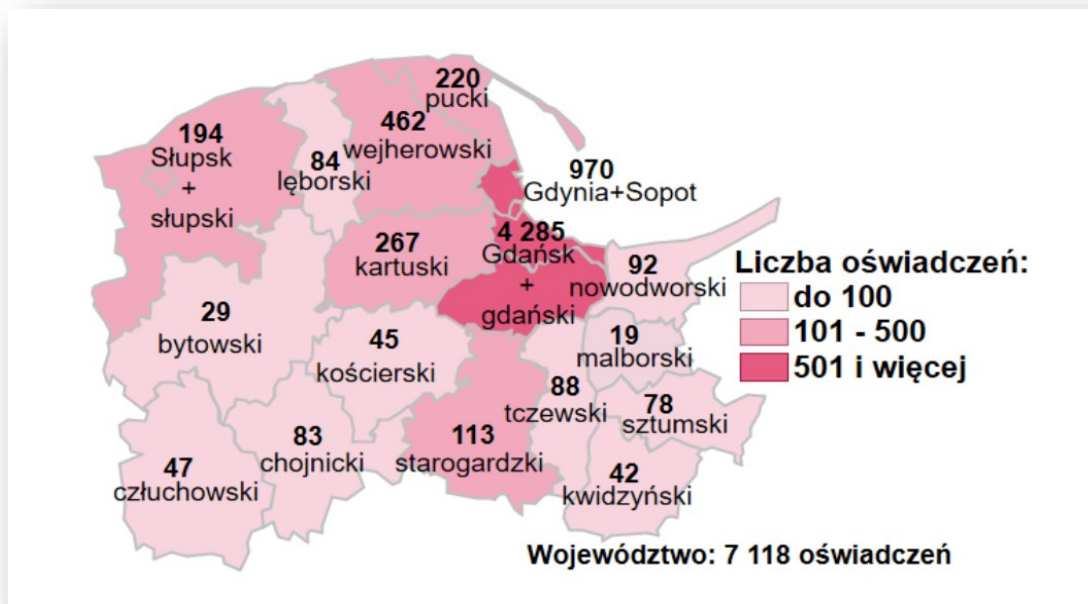 220
pucki
194
Słupsk
+
słupski
84
lęborski
462
wejherowski
970
Gdynia+Sopot
267
kartuski
4 285
Gdańsk
+
gdański
92
nowodworski
29
bytowski
45
kościerski
19
malborski
88
tczewski
78
sztumski
47
człuchowski
83
chojnicki
113
starogardzki
42
kwidzyński
Liczba oświadczeń:
do 100
101 - 500
501 i więcej
Województwo: 7 118 oświadczeń